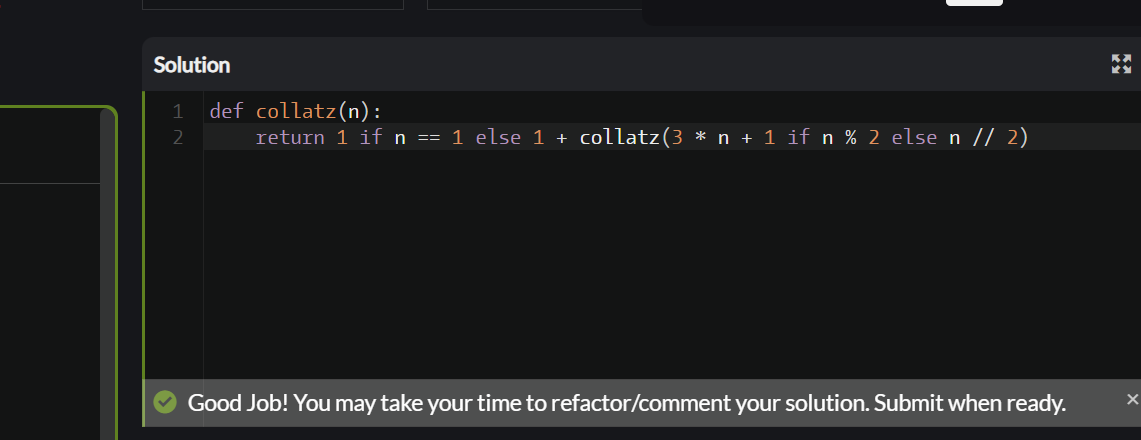 Solution
1 def collatz(n):
2     return 1 if n == 1 else 1 + collatz(3 * n + 1 if n % 2 else n // 2)
Good Job! You may take your time to refactor/comment your solution. Submit when ready.